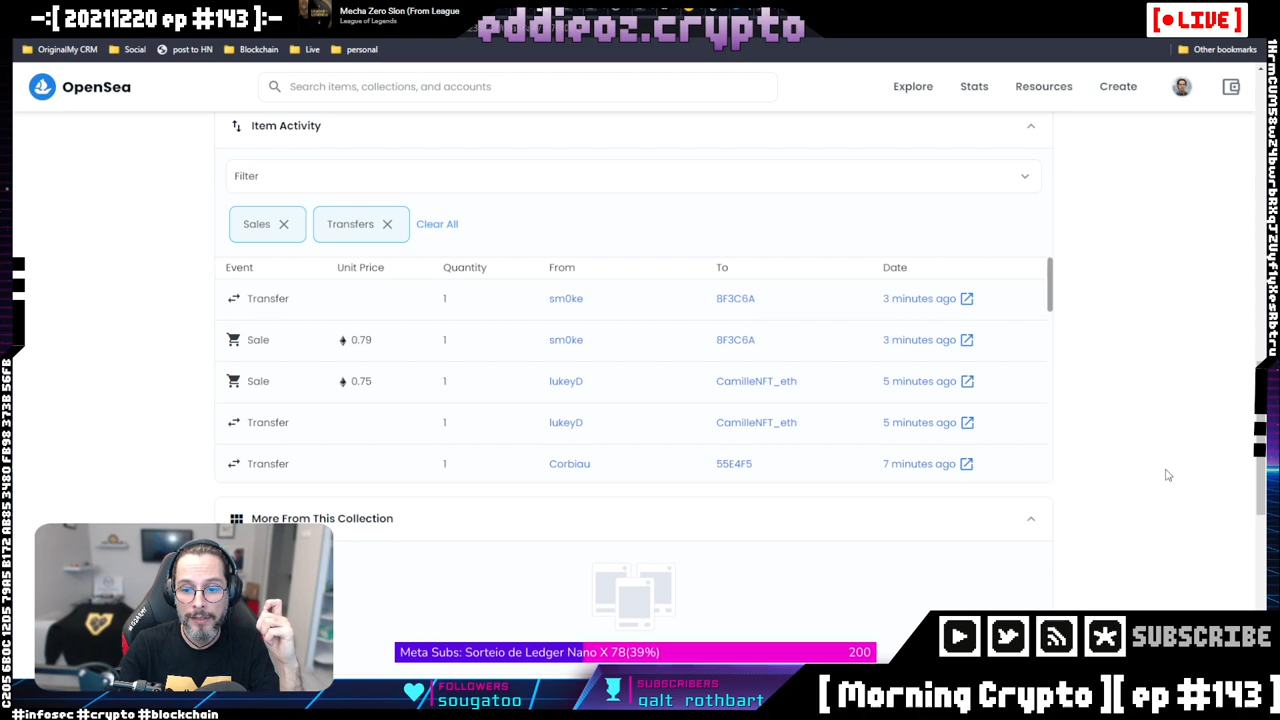 -:[ 20211220 ep #143 ]:-
Mecha Zero Sion (From League
League of Legends
eddieoz.crypto
[● LIVE]
OriginalMy CRM
Social
post to HN
Blockchain
Live
personal
Other bookmarks
OpenSea
Search items, collections, and accounts
Explore
Stats
Resources
Create
Item Activity
Filter
Sales
Transfers
Clear All
Event Unit Price Quantity From To Date
Transfer 1 sm0ke BF3C6A 3 minutes ago
Sale 0.79 1 sm0ke BF3C6A 3 minutes ago
Sale 0.75 1 lukeyD CamilleNFT_eth 5 minutes ago
Transfer 1 lukeyD CamilleNFT_eth 5 minutes ago
Transfer 1 Corbiau 55E4F5 7 minutes ago
More From This Collection
Meta Subs: Sorteio de Ledger Nano X 78(39%) 200
SUBSCRIBE
FOLLOWERS
sougatoo
SUBSCRIBERS
galt_rothbart
[ Morning Crypto ][ ep #143 ]
#infosec #crypto #blockchain